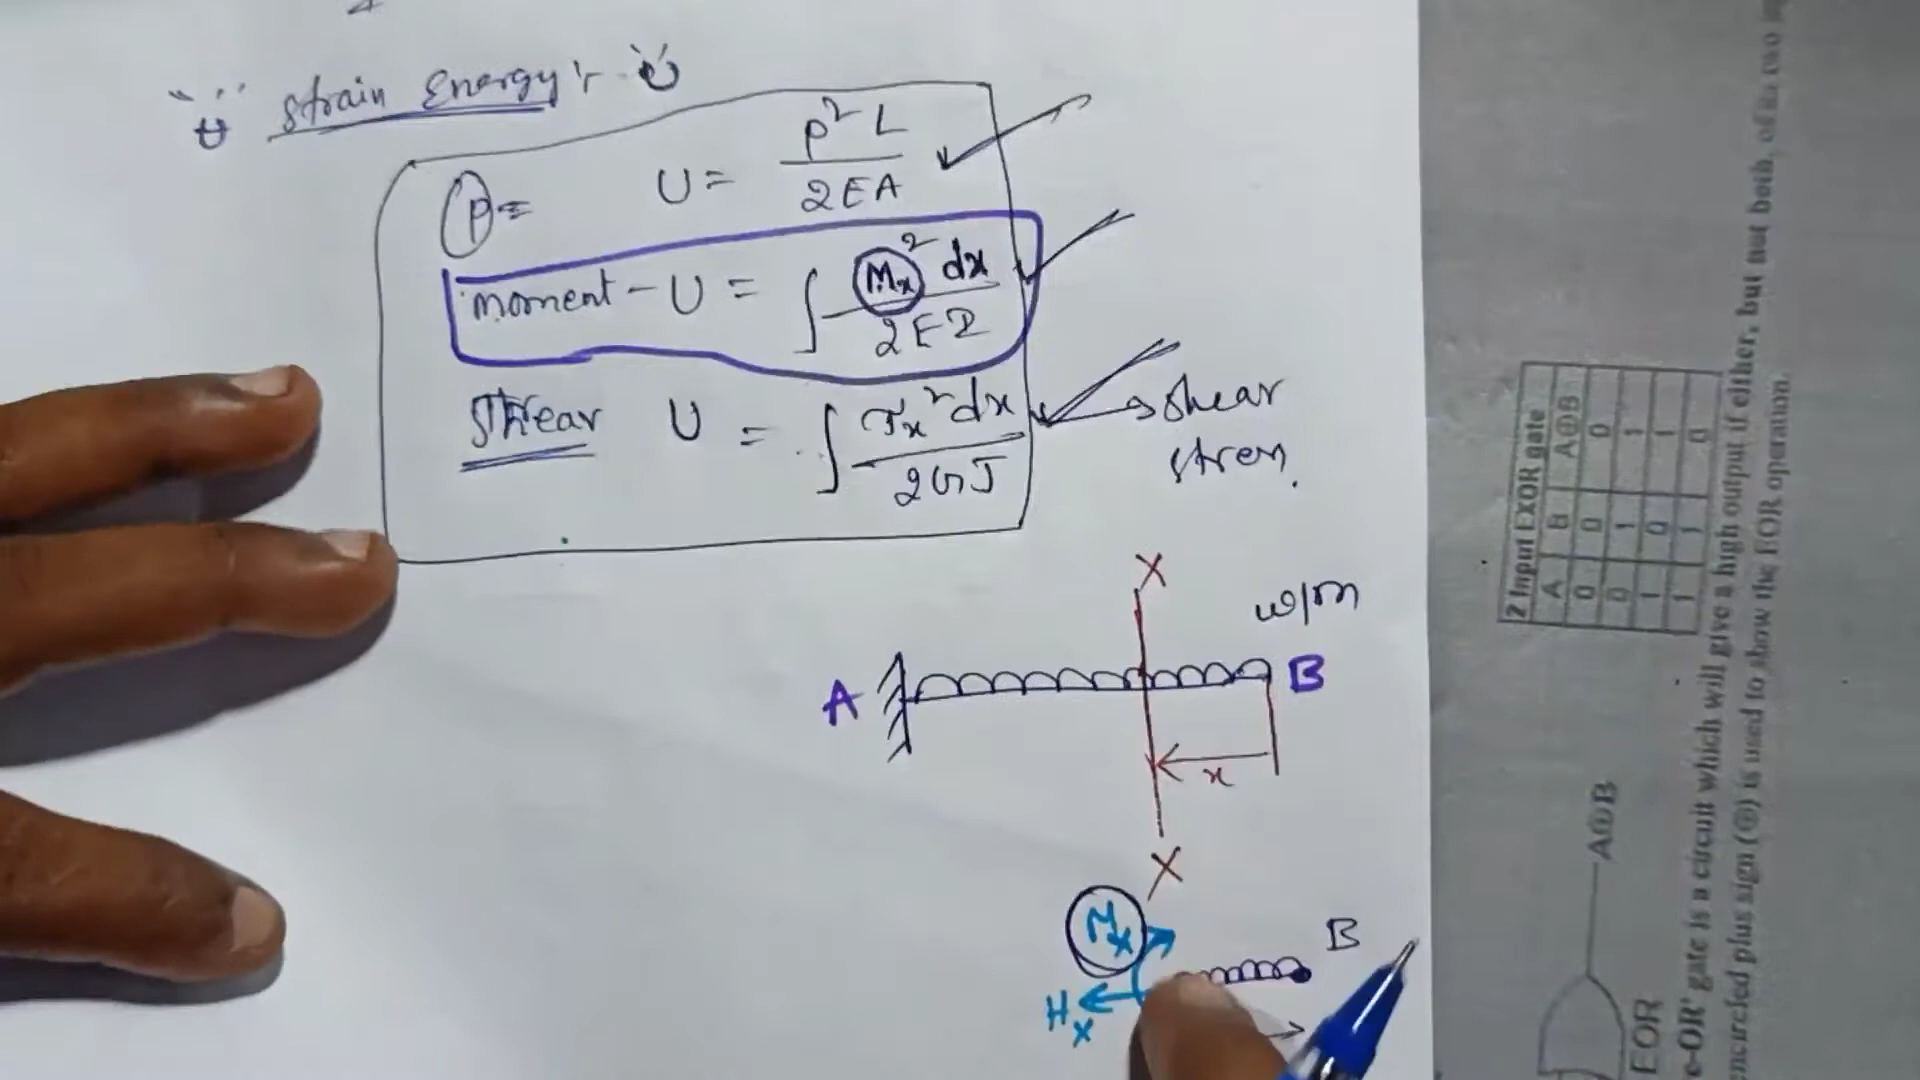 Strain Energy :-
P =
U = P² L / 2EA
moment - U = ∫ Mx² dx / 2EI
Shear U = ∫ Tx² dx / 2GJ
→ shear
stress.
X
w/m
A
B
x
X
Mx
B
Hx
2 Input EXOR gate
A B A⊕B
0 0 0
0 1 1
1 0 1
1 1 0
A⊕B
EOR
e-OR' gate is a circuit which will give a high output if either, but not both, of its two
encircled plus sign (⊕) is used to show the EOR operation.